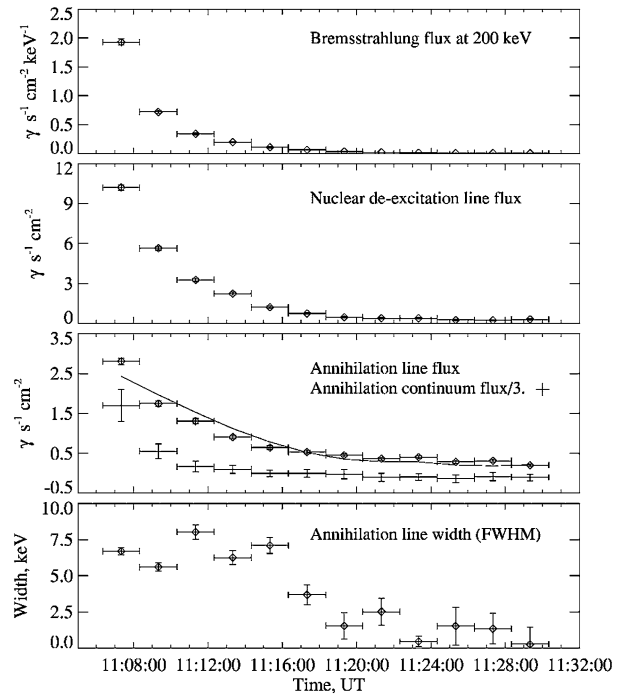 2.0
Bremsstrahlung flux at 200 keV
1.5
1.0
0.5
0.0
γ s⁻¹ cm⁻² keV⁻¹
12
Nuclear de-excitation line flux
9
6
3
0
γ s⁻¹ cm⁻²
3.5
Annihilation line flux
2.5
Annihilation continuum flux/3.
1.5
0.5
-0.5
γ s⁻¹ cm⁻²
10.0
Annihilation line width (FWHM)
7.5
5.0
2.5
0.0
Width, keV
11:08:00 11:12:00 11:16:00 11:20:00 11:24:00 11:28:00 11:32:00
Time, UT